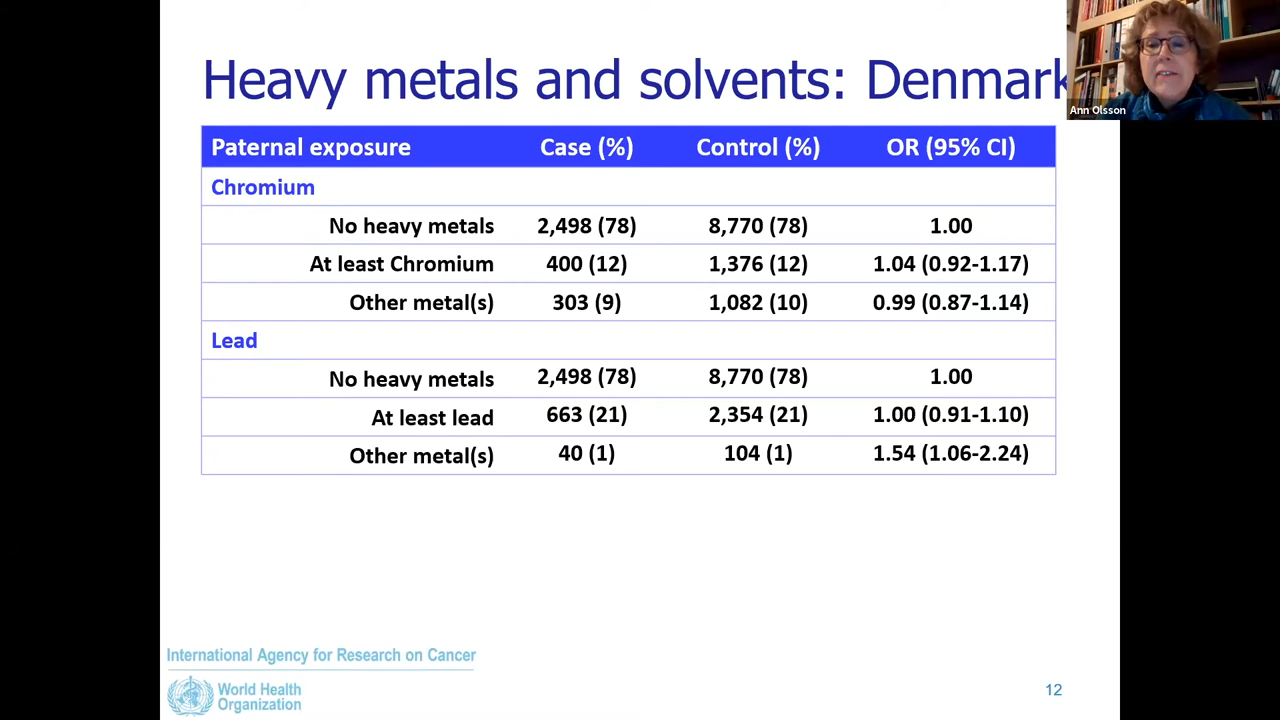 Heavy metals and solvents: Denmark
Ann Olsson
Paternal exposure Case (%) Control (%) OR (95% CI)
Chromium
No heavy metals 2,498 (78) 8,770 (78) 1.00
At least Chromium 400 (12) 1,376 (12) 1.04 (0.92-1.17)
Other metal(s) 303 (9) 1,082 (10) 0.99 (0.87-1.14)
Lead
No heavy metals 2,498 (78) 8,770 (78) 1.00
At least lead 663 (21) 2,354 (21) 1.00 (0.91-1.10)
Other metal(s) 40 (1) 104 (1) 1.54 (1.06-2.24)
International Agency for Research on Cancer
World Health
Organization
12